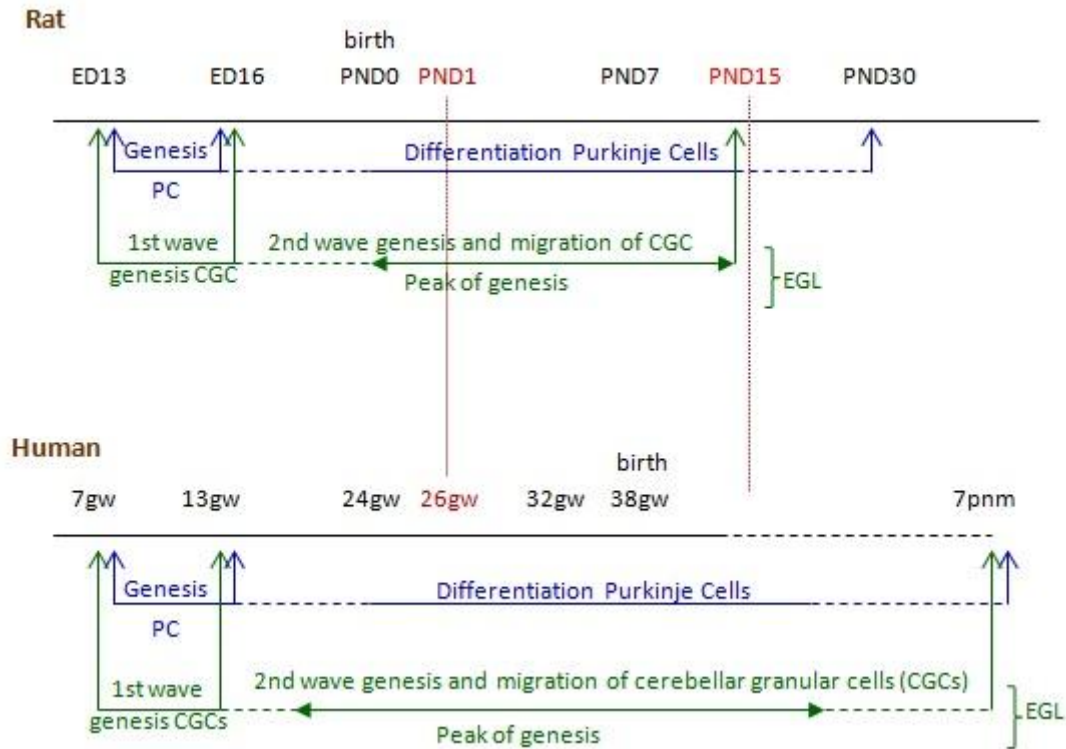 Rat
birth
ED13 ED16 PND0 PND1 PND7 PND15 PND30
Genesis Differentiation Purkinje Cells
PC
1st wave 2nd wave genesis and migration of CGC
genesis CGC Peak of genesis EGL
Human
birth
7gw 13gw 24gw 26gw 32gw 38gw 7pnm
Genesis Differentiation Purkinje Cells
PC
1st wave 2nd wave genesis and migration of cerebellar granular cells (CGCs)
genesis CGCs Peak of genesis EGL